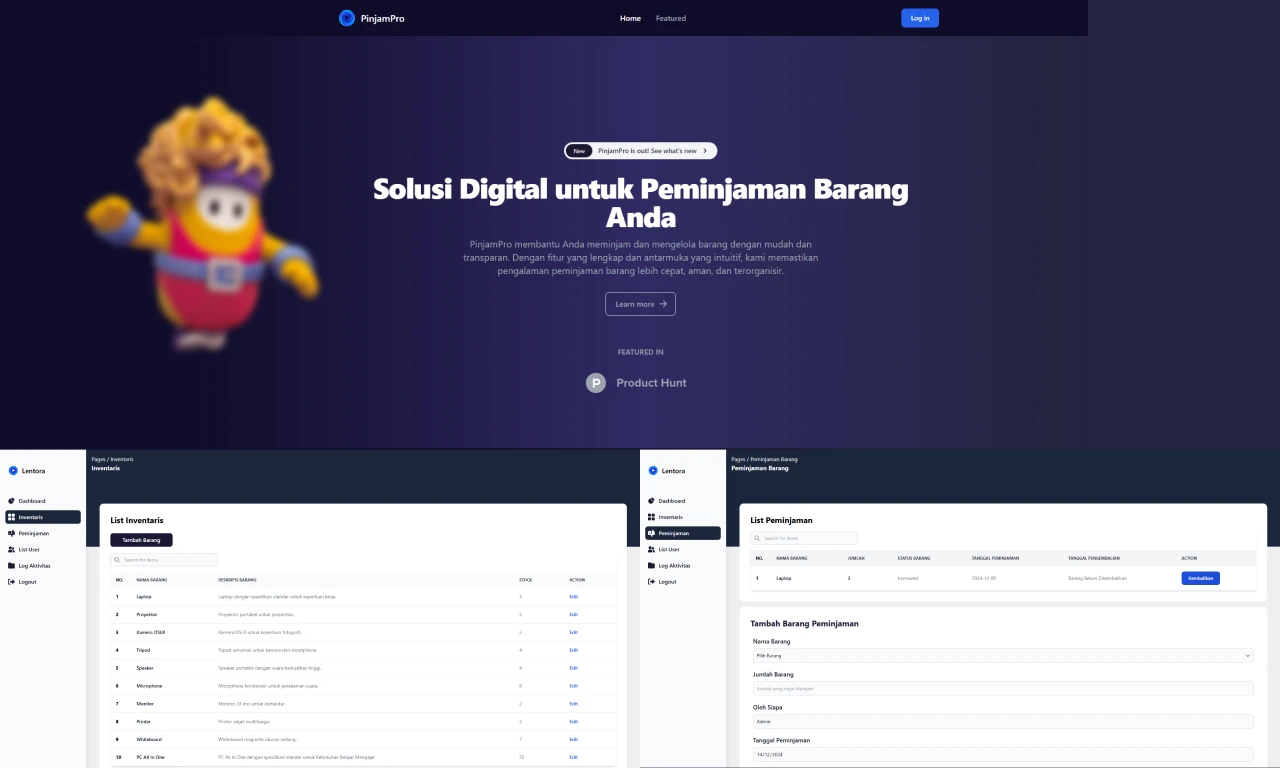 PinjamPro
Home Featured
Log in
New PinjamPro is out! See what's new
Solusi Digital untuk Peminjaman Barang
Anda
PinjamPro membantu Anda meminjam dan mengelola barang dengan mudah dan
transparan. Dengan fitur yang lengkap dan antarmuka yang intuitif, kami memastikan
pengalaman peminjaman barang lebih cepat, aman, dan terorganisir.
Learn more
FEATURED IN
P Product Hunt
Lentora
Dashboard
Inventaris
Peminjaman
List User
Log Aktivitas
Logout
Pages / Inventaris
Inventaris
List Inventaris
Tambah Barang
Search for items
NO. NAMA BARANG DESKRIPSI BARANG STOCK ACTION
1 Laptop Laptop dengan spesifikasi standar untuk keperluan kerja. 3 Edit
2 Proyektor Proyektor portabel untuk presentasi. 5 Edit
3 Kamera DSLR Kamera DSLR untuk keperluan fotografi. 2 Edit
4 Tripod Tripod universal untuk kamera dan smartphone. 4 Edit
5 Speaker Speaker portable dengan suara berkualitas tinggi. 4 Edit
6 Microphone Microphone kondensor untuk perekaman suara. 6 Edit
7 Monitor Monitor 24 inci untuk komputer. 2 Edit
8 Printer Printer inkjet multifungsi. 3 Edit
9 Whiteboard Whiteboard magnetik ukuran sedang. 7 Edit
10 PC All In One PC All In One dengan spesifikasi standar untuk kebutuhan Belajar Mengajar Edit
Lentora
Dashboard
Inventaris
Peminjaman
List User
Log Aktivitas
Logout
Pages / Peminjaman Barang
Peminjaman Barang
List Peminjaman
Search for items
NO. NAMA BARANG JUMLAH STATUS BARANG TANGGAL PEMINJAMAN TANGGAL PENGEMBALIAN ACTION
1 Laptop 2 borrowed 2024-12-08 Barang Belum Dikembalikan Kembalikan
Tambah Barang Peminjaman
Nama Barang
Pilih Barang
Jumlah Barang
Jumlah yang ingin dipinjam
Oleh Siapa
Admin
Tanggal Peminjaman
14/12/2024